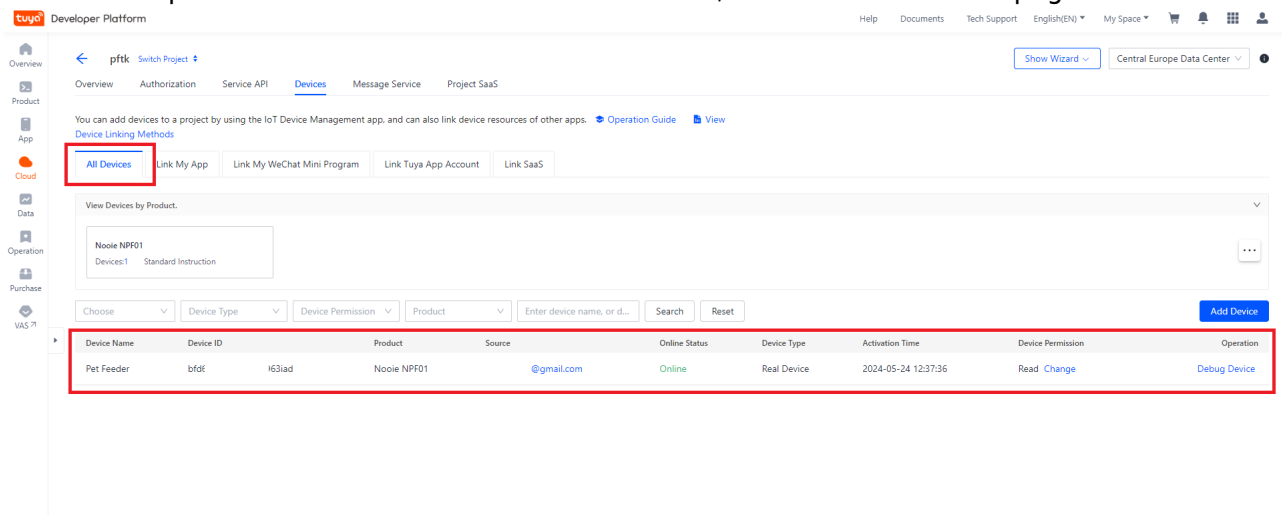 tuya Developer Platform
Help Documents Tech Support English(EN) My Space
Overview
Product
App
Cloud
Data
Operation
Purchase
VAS
pftk Switch Project
Show Wizard
Central Europe Data Center
Overview Authorization Service API Devices Message Service Project SaaS
You can add devices to a project by using the IoT Device Management app, and can also link device resources of other apps. Operation Guide View
Device Linking Methods
All Devices Link My App Link My WeChat Mini Program Link Tuya App Account Link SaaS
View Devices by Product.
Nooie NPF01
Devices:1 Standard Instruction
Choose Device Type Device Permission Product Enter device name, or d... Search Reset Add Device
Device Name Device ID Product Source Online Status Device Type Activation Time Device Permission Operation
Pet Feeder Nooie NPF01 @gmail.com Online Real Device 2024-05-24 12:37:36 Read Change Debug Device